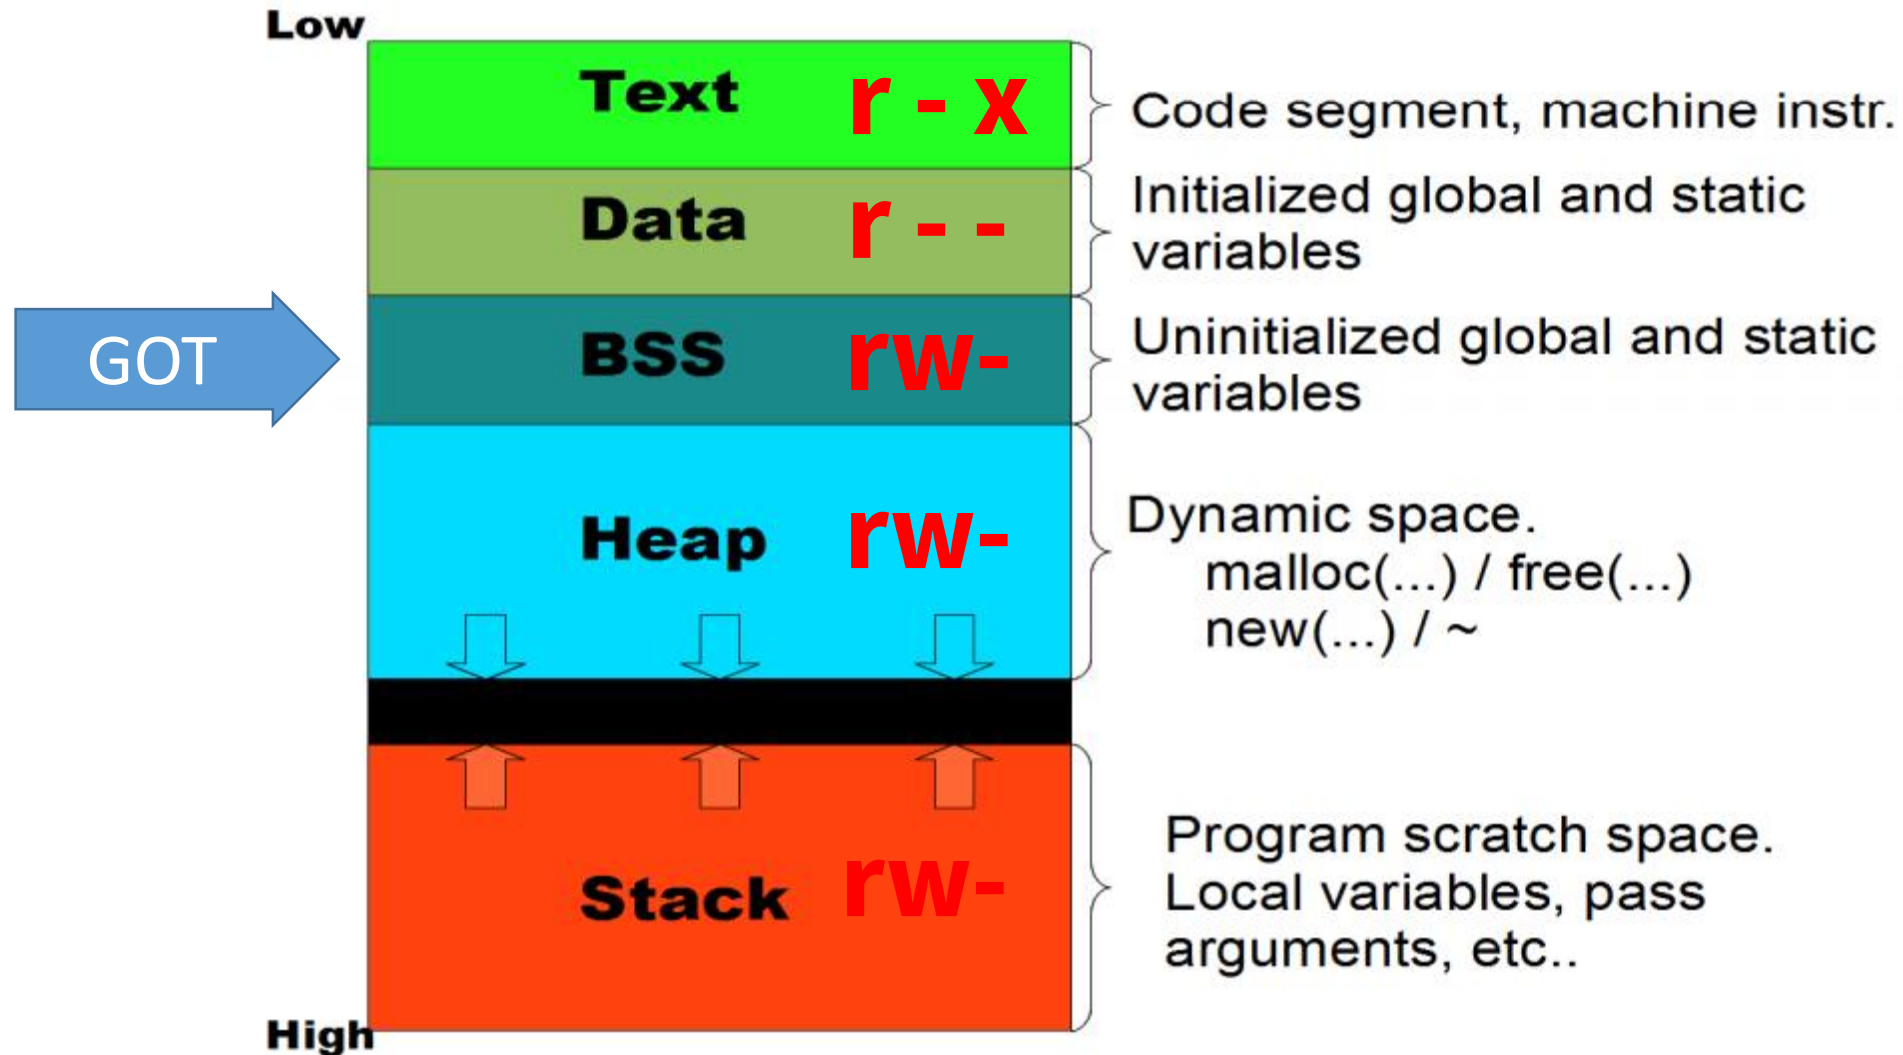 Low
Text r - x
Code segment, machine instr.
Data r - -
Initialized global and static
variables
GOT
BSS rw-
Uninitialized global and static
variables
Heap rw-
Dynamic space.
malloc(...) / free(...)
new(...) / ~
Stack rw-
Program scratch space.
Local variables, pass
arguments, etc..
High